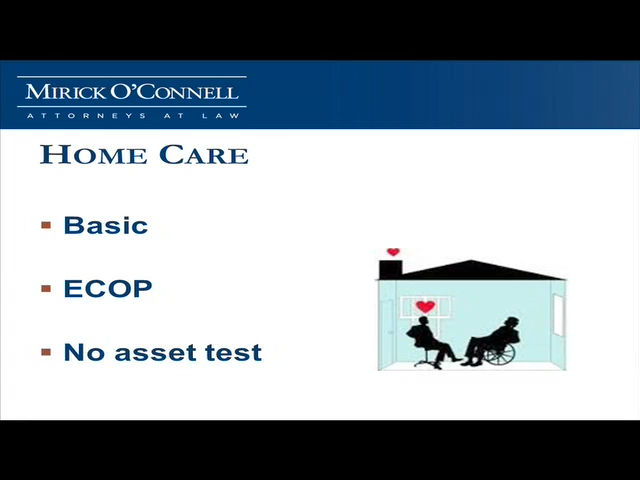 MIRICK O'CONNELL
ATTORNEYS AT LAW
HOME CARE
Basic
ECOP
No asset test